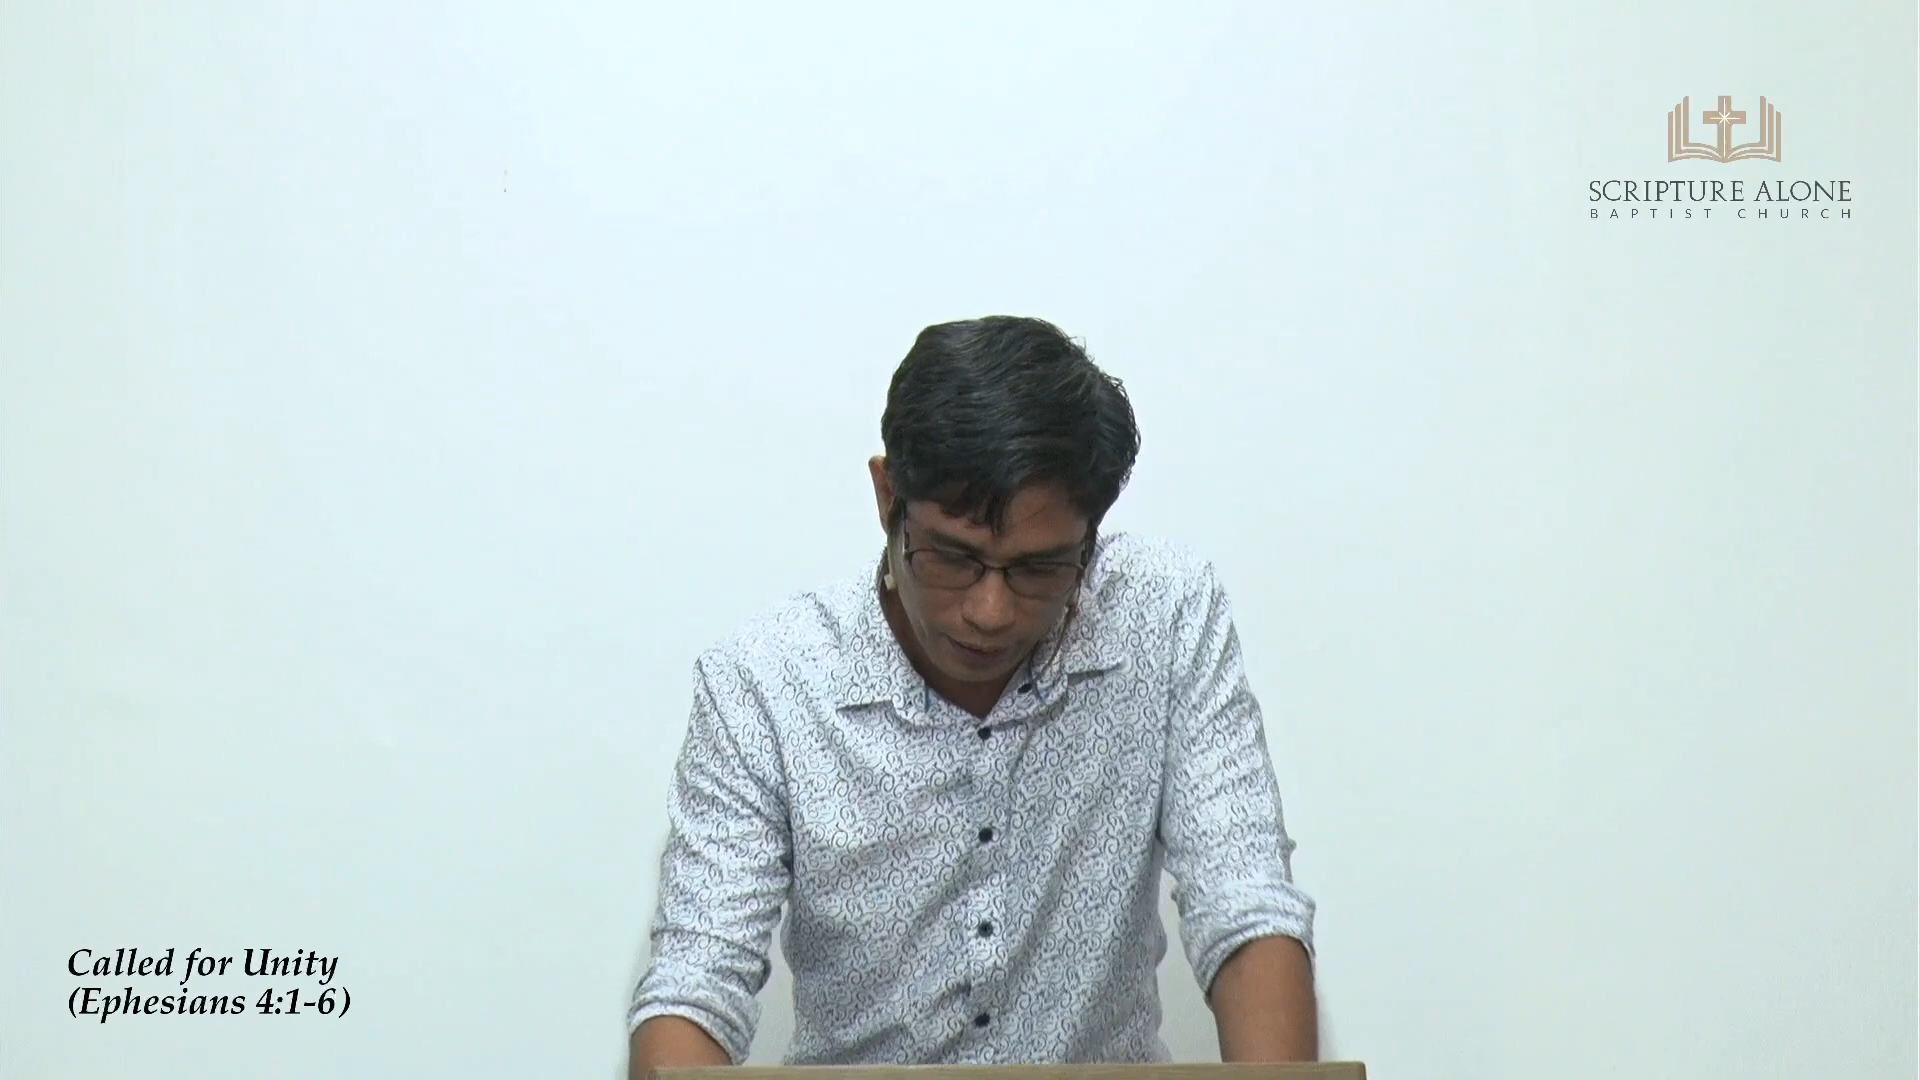 SCRIPTURE ALONE
BAPTIST CHURCH
Called for Unity
(Ephesians 4:1-6)